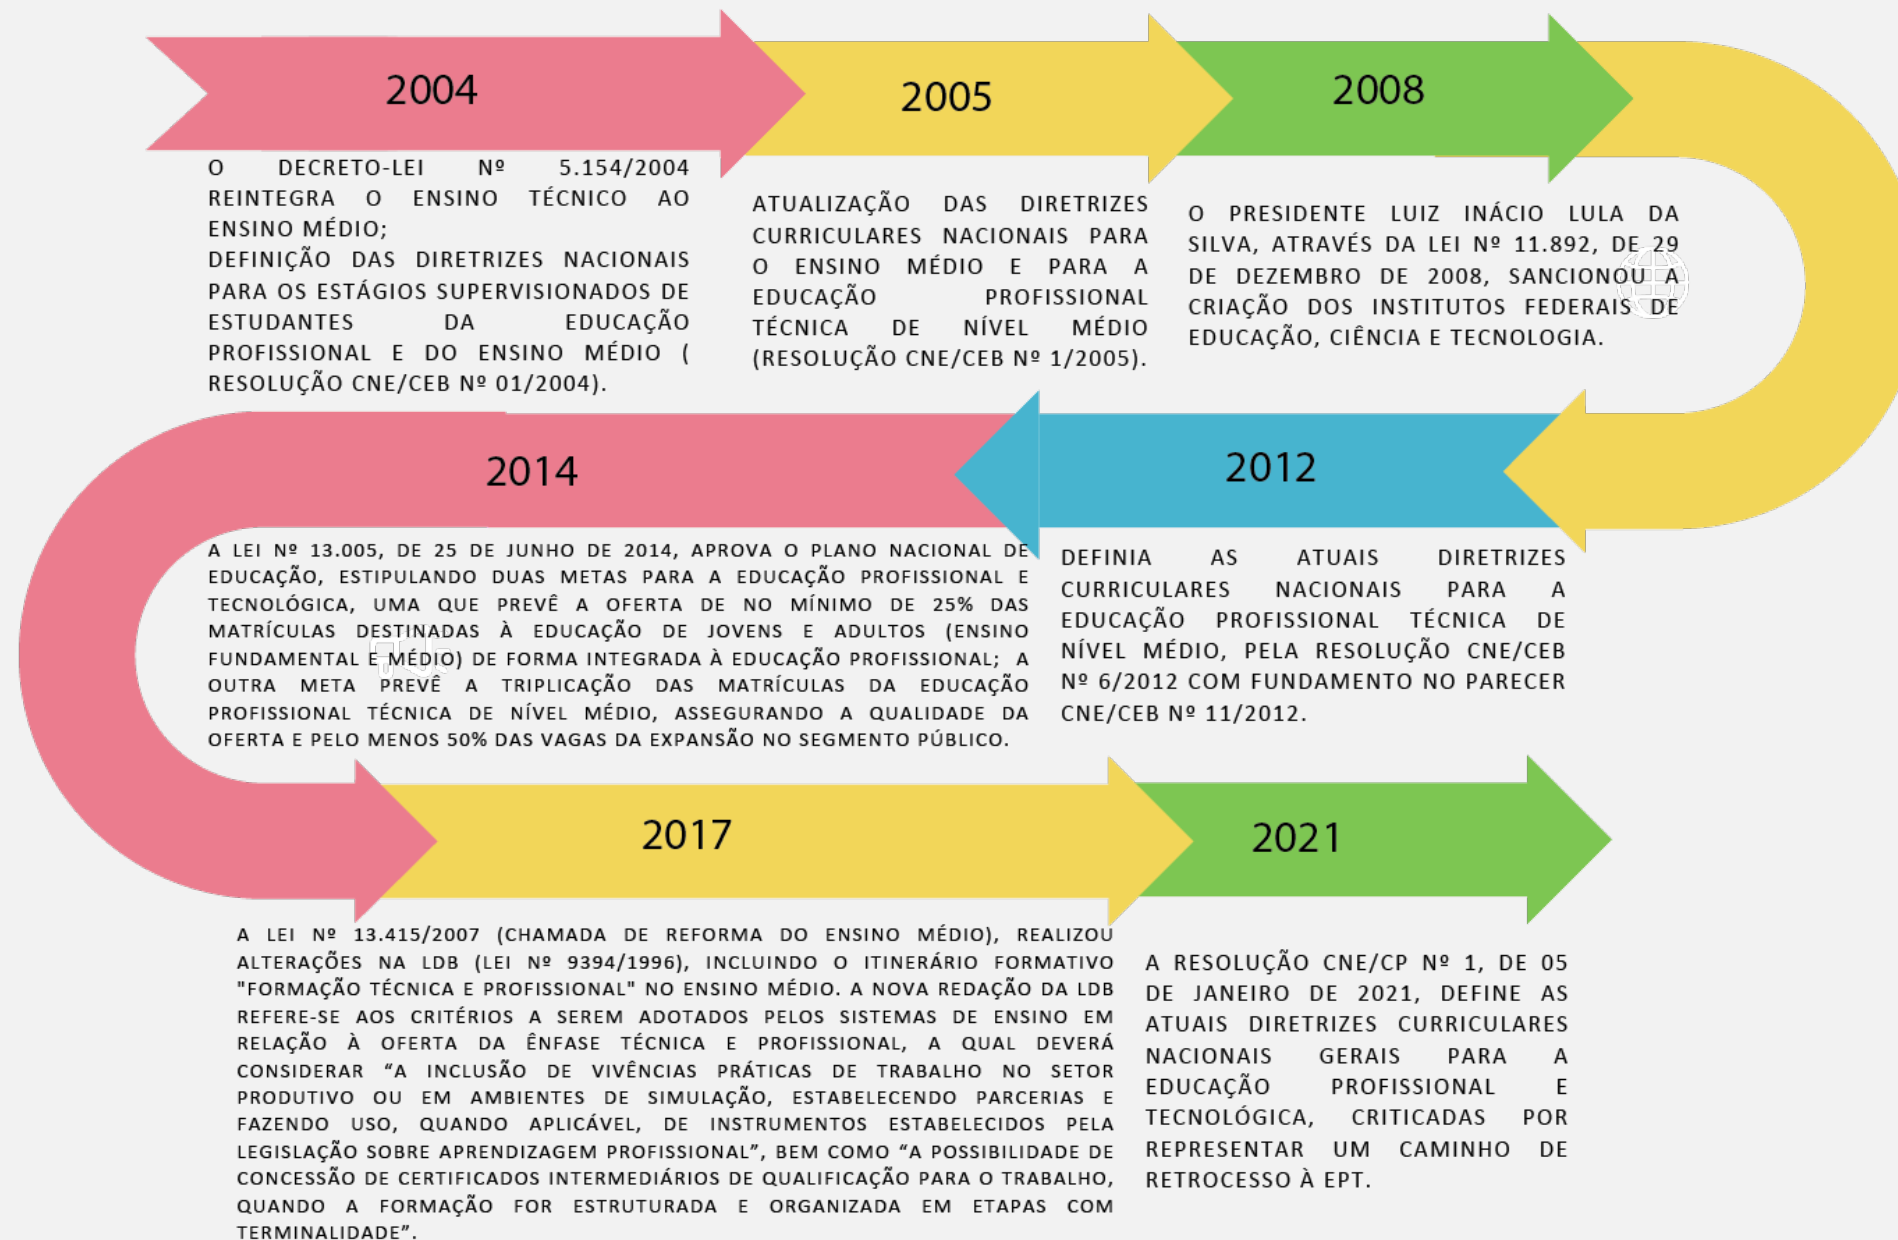 2004
O DECRETO-LEI Nº 5.154/2004
REINTEGRA O ENSINO TÉCNICO AO
ENSINO MÉDIO;
DEFINIÇÃO DAS DIRETRIZES NACIONAIS
PARA OS ESTÁGIOS SUPERVISIONADOS DE
ESTUDANTES DA EDUCAÇÃO
PROFISSIONAL E DO ENSINO MÉDIO (
RESOLUÇÃO CNE/CEB Nº 01/2004).
2005
ATUALIZAÇÃO DAS DIRETRIZES
CURRICULARES NACIONAIS PARA
O ENSINO MÉDIO E PARA A
EDUCAÇÃO PROFISSIONAL
TÉCNICA DE NÍVEL MÉDIO
(RESOLUÇÃO CNE/CEB Nº 1/2005).
2008
O PRESIDENTE LUIZ INÁCIO LULA DA
SILVA, ATRAVÉS DA LEI Nº 11.892, DE 29
DE DEZEMBRO DE 2008, SANCIONOU A
CRIAÇÃO DOS INSTITUTOS FEDERAIS DE
EDUCAÇÃO, CIÊNCIA E TECNOLOGIA.
2012
DEFINIA AS ATUAIS DIRETRIZES
CURRICULARES NACIONAIS PARA A
EDUCAÇÃO PROFISSIONAL TÉCNICA DE
NÍVEL MÉDIO, PELA RESOLUÇÃO CNE/CEB
Nº 6/2012 COM FUNDAMENTO NO PARECER
CNE/CEB Nº 11/2012.
2014
A LEI Nº 13.005, DE 25 DE JUNHO DE 2014, APROVA O PLANO NACIONAL DE
EDUCAÇÃO, ESTIPULANDO DUAS METAS PARA A EDUCAÇÃO PROFISSIONAL E
TECNOLÓGICA, UMA QUE PREVÊ A OFERTA DE NO MÍNIMO DE 25% DAS
MATRÍCULAS DESTINADAS À EDUCAÇÃO DE JOVENS E ADULTOS (ENSINO
FUNDAMENTAL E MÉDIO) DE FORMA INTEGRADA À EDUCAÇÃO PROFISSIONAL; A
OUTRA META PREVÊ A TRIPLICAÇÃO DAS MATRÍCULAS DA EDUCAÇÃO
PROFISSIONAL TÉCNICA DE NÍVEL MÉDIO, ASSEGURANDO A QUALIDADE DA
OFERTA E PELO MENOS 50% DAS VAGAS DA EXPANSÃO NO SEGMENTO PÚBLICO.
2017
A LEI Nº 13.415/2007 (CHAMADA DE REFORMA DO ENSINO MÉDIO), REALIZOU
ALTERAÇÕES NA LDB (LEI Nº 9394/1996), INCLUINDO O ITINERÁRIO FORMATIVO
"FORMAÇÃO TÉCNICA E PROFISSIONAL" NO ENSINO MÉDIO. A NOVA REDAÇÃO DA LDB
REFERE-SE AOS CRITÉRIOS A SEREM ADOTADOS PELOS SISTEMAS DE ENSINO EM
RELAÇÃO À OFERTA DA ÊNFASE TÉCNICA E PROFISSIONAL, A QUAL DEVERÁ
CONSIDERAR “A INCLUSÃO DE VIVÊNCIAS PRÁTICAS DE TRABALHO NO SETOR
PRODUTIVO OU EM AMBIENTES DE SIMULAÇÃO, ESTABELECENDO PARCERIAS E
FAZENDO USO, QUANDO APLICÁVEL, DE INSTRUMENTOS ESTABELECIDOS PELA
LEGISLAÇÃO SOBRE APRENDIZAGEM PROFISSIONAL”, BEM COMO “A POSSIBILIDADE DE
CONCESSÃO DE CERTIFICADOS INTERMEDIÁRIOS DE QUALIFICAÇÃO PARA O TRABALHO,
QUANDO A FORMAÇÃO FOR ESTRUTURADA E ORGANIZADA EM ETAPAS COM
TERMINALIDADE”.
2021
A RESOLUÇÃO CNE/CP Nº 1, DE 05
DE JANEIRO DE 2021, DEFINE AS
ATUAIS DIRETRIZES CURRICULARES
NACIONAIS GERAIS PARA A
EDUCAÇÃO PROFISSIONAL E
TECNOLÓGICA, CRITICADAS POR
REPRESENTAR UM CAMINHO DE
RETROCESSO À EPT.